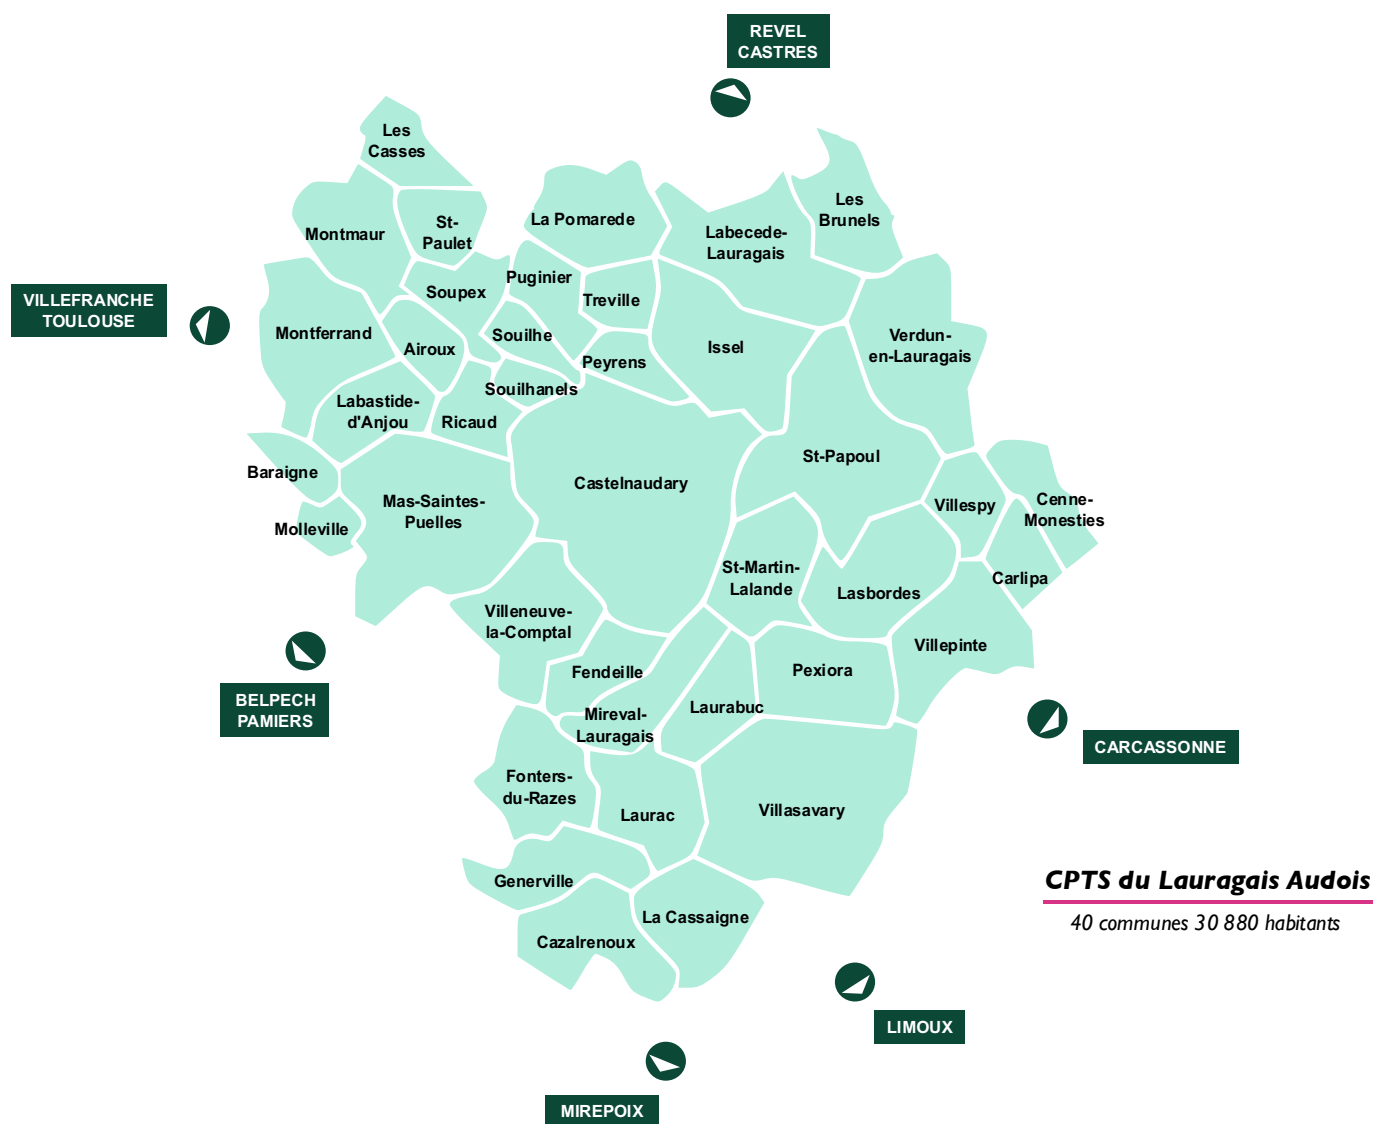 REVEL
CASTRES
Les
Casses
Les
Brunels
La Pomarede
St-
Paulet
Montmaur
Labecede-
Lauragais
Puginier
Soupex
Treville
VILLEFRANCHE
TOULOUSE
Montferrand
Souilhe
Verdun-
en-Lauragais
Airoux
Issel
Peyrens
Souilhanels
Labastide-
d'Anjou
Ricaud
St-Papoul
Baraigne
Castelnaudary
Mas-Saintes-
Puelles
Villespy
Cenne-
Monesties
Molleville
St-Martin-
Lalande
Carlipa
Lasbordes
Villeneuve-
la-Comptal
Villepinte
Fendeille
Pexiora
BELPECH
PAMIERS
Laurabuc
Mireval-
Lauragais
CARCASSONNE
Fonters-
du-Razes
Laurac
Villasavary
Generville
CPTS du Lauragais Audois
40 communes 30 880 habitants
La Cassaigne
Cazalrenoux
LIMOUX
MIREPOIX